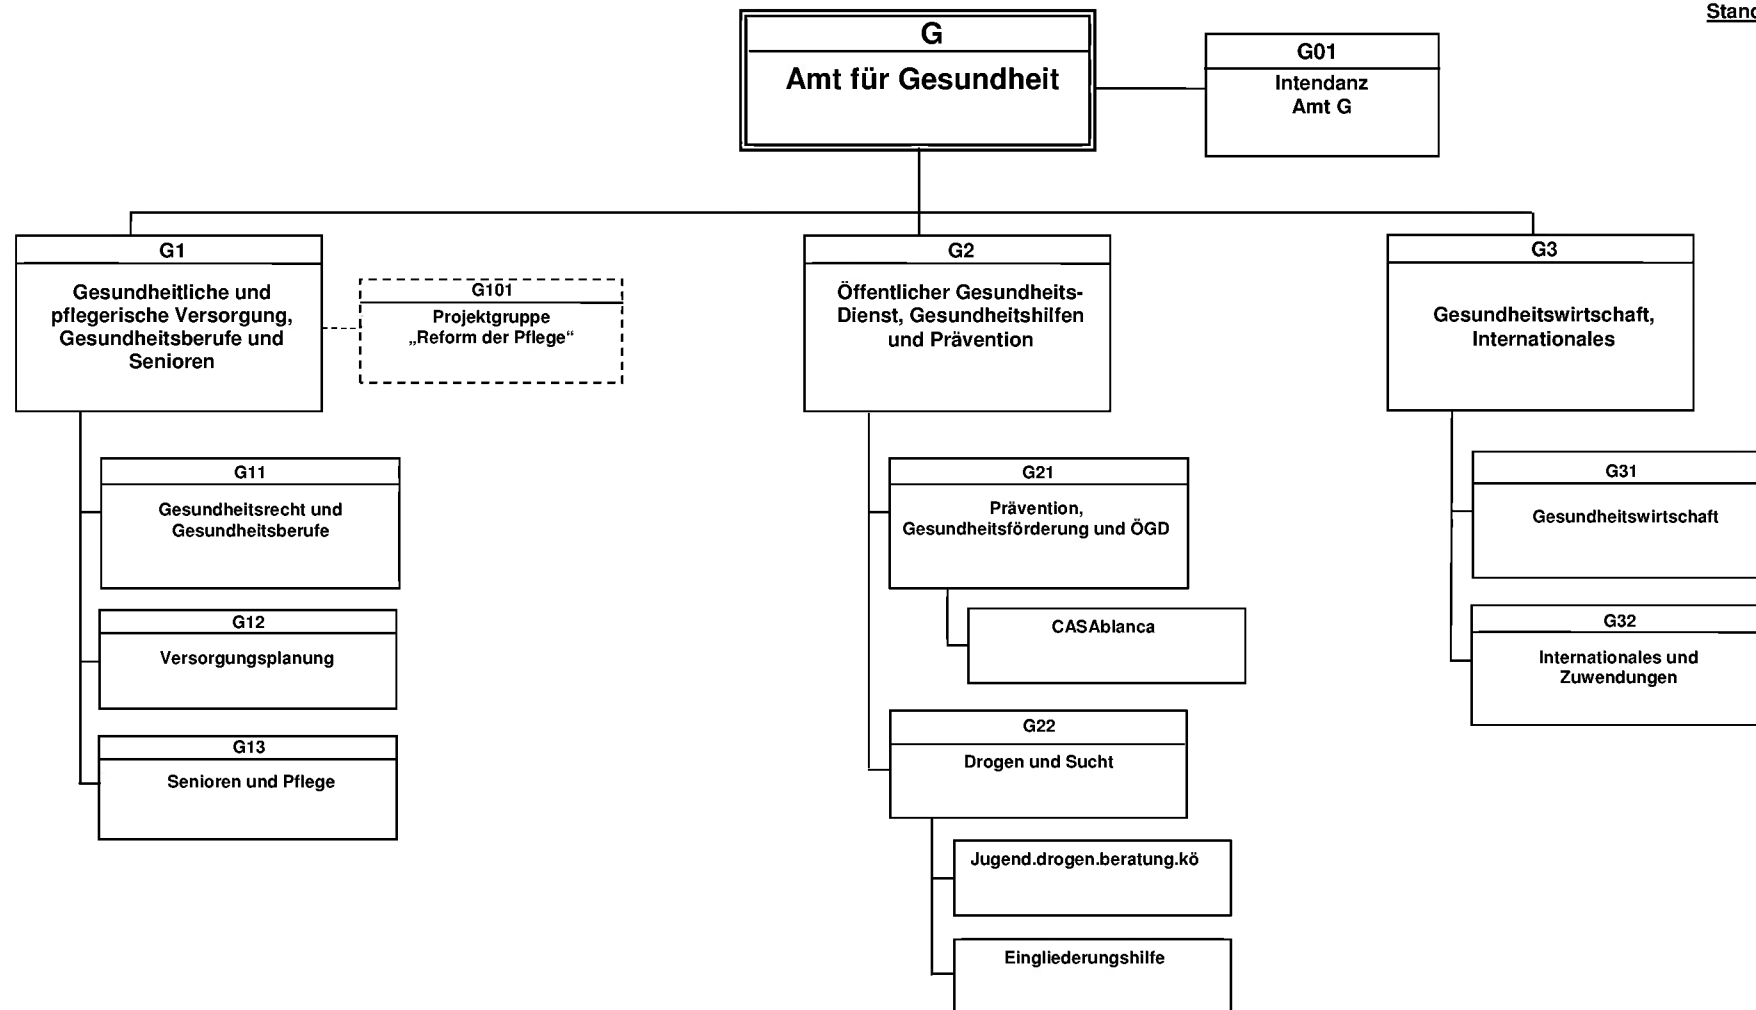 G
Amt für Gesundheit
G01
Intendanz
Amt G
G1
Gesundheitliche und
pflegerische Versorgung,
Gesundheitsberufe und
Senioren
G101
Projektgruppe
„Reform der Pflege“
G2
Öffentlicher Gesundheits-
Dienst, Gesundheitshilfen
und Prävention
G3
Gesundheitswirtschaft,
Internationales
G11
Gesundheitsrecht und
Gesundheitsberufe
G12
Versorgungsplanung
G13
Senioren und Pflege
G21
Prävention,
Gesundheitsförderung und ÖGD
CASAblanca
G22
Drogen und Sucht
Jugend.drogen.beratung.kö
Eingliederungshilfe
G31
Gesundheitswirtschaft
G32
Internationales und
Zuwendungen